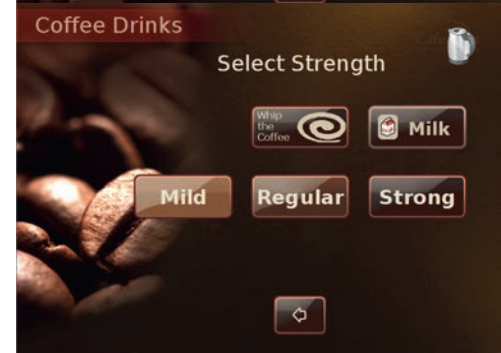 Coffee Drinks
Select Strength
Whip
the
Coffee
Milk
Mild
Regular
Strong